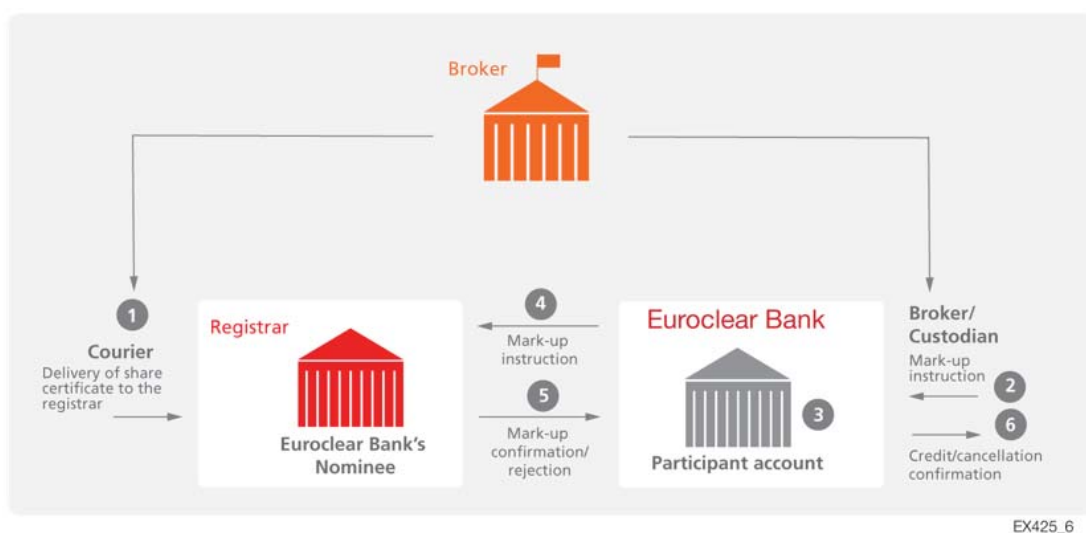 Broker
1
Courier
Delivery of share
certificate to the
registrar
Registrar
Euroclear Bank's
Nominee
4
Mark-up
instruction
5
Mark-up
confirmation/
rejection
Euroclear Bank
3
Participant account
Broker/
Custodian
Mark-up
instruction
2
6
Credit/cancellation
confirmation
EX425_6